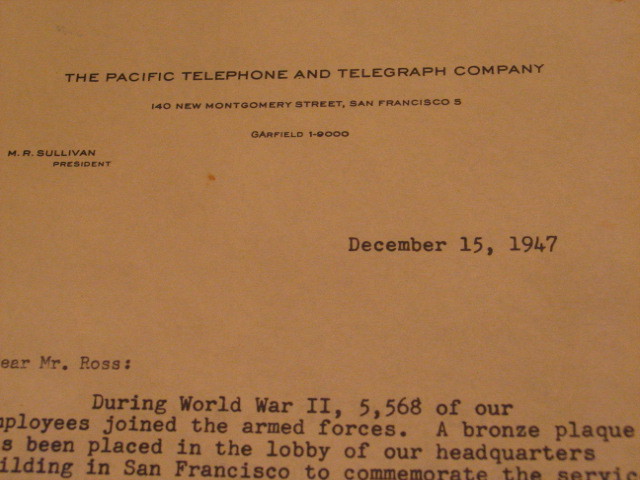 THE PACIFIC TELEPHONE AND TELEGRAPH COMPANY
140 NEW MONTGOMERY STREET, SAN FRANCISCO 5
GARFIELD 1-9000
M. R. SULLIVAN
PRESIDENT
December 15, 1947
ear Mr. Ross:
During World War II, 5,568 of our
mployees joined the armed forces. A bronze plaque
s been placed in the lobby of our headquarters
ilding in San Francisco to commemorate the servic